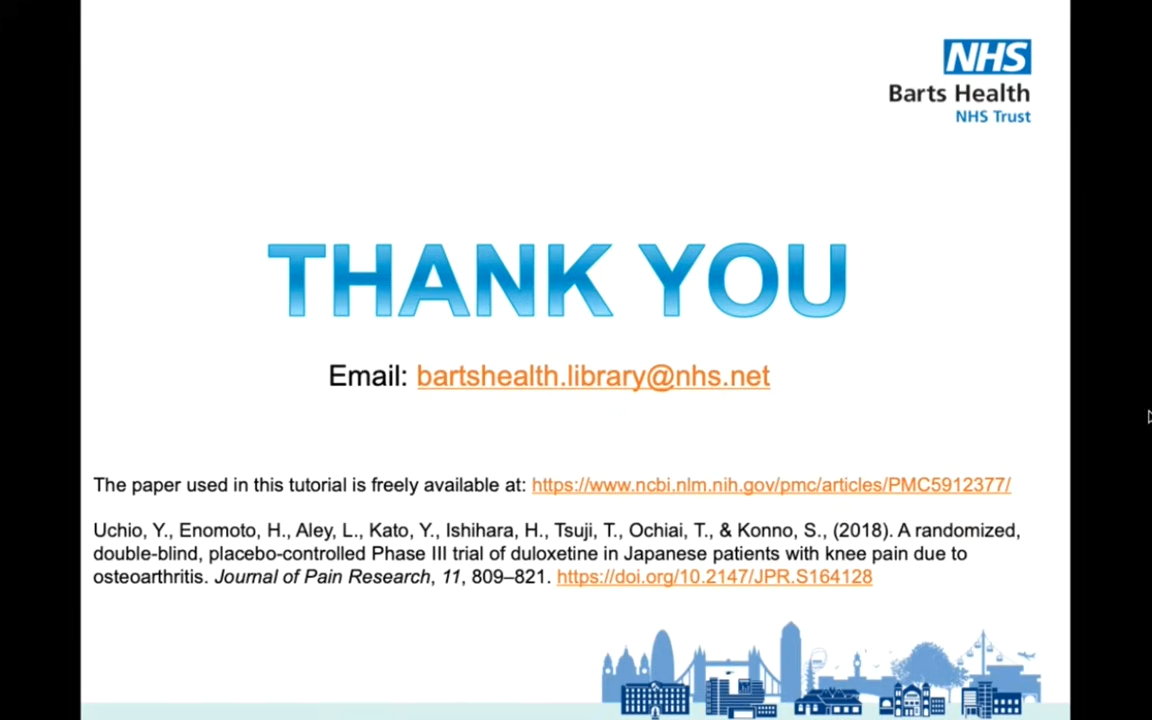 NHS
Barts Health
NHS Trust
THANK YOU
Email: bartshealth.library@nhs.net
The paper used in this tutorial is freely available at: https://www.ncbi.nlm.nih.gov/pmc/articles/PMC5912377/
Uchio, Y., Enomoto, H., Aley, L., Kato, Y., Ishihara, H., Tsuji, T., Ochiai, T., & Konno, S., (2018). A randomized,
double-blind, placebo-controlled Phase III trial of duloxetine in Japanese patients with knee pain due to
osteoarthritis. Journal of Pain Research, 11, 809–821. https://doi.org/10.2147/JPR.S164128